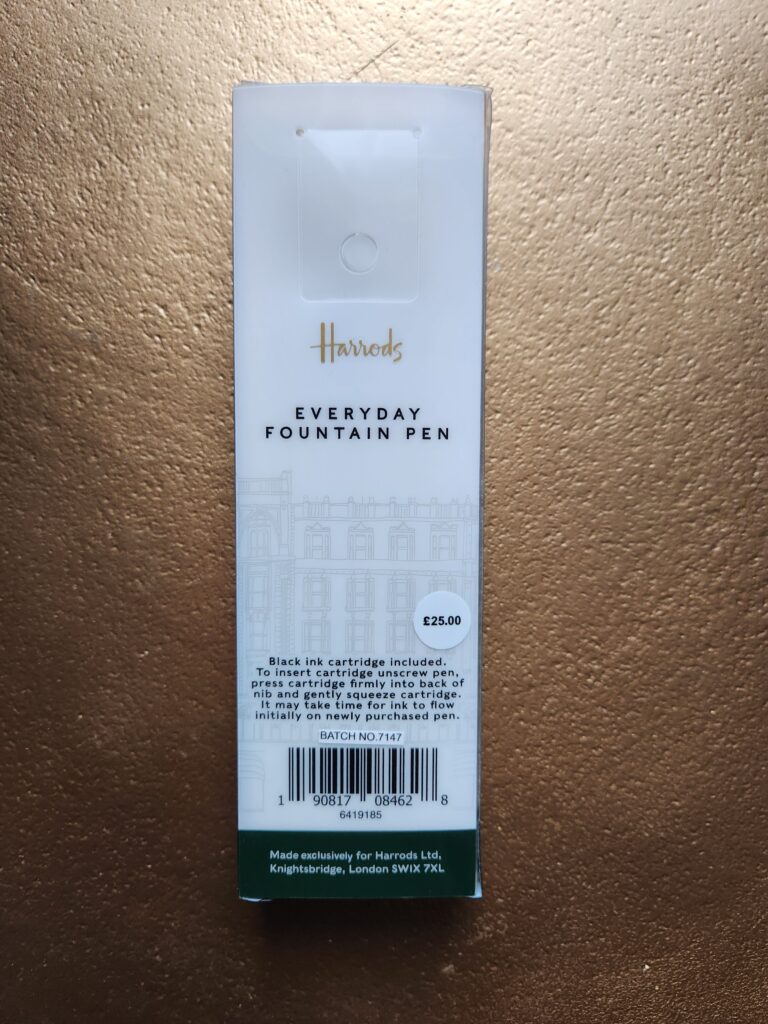 Harrods
EVERYDAY
FOUNTAIN PEN
£25.00
Black ink cartridge included.
To insert cartridge unscrew pen,
press cartridge firmly into back of
nib and gently squeeze cartridge.
It may take time for ink to flow
initially on newly purchased pen.
BATCH NO.7147
1 90817 08462 8
6419185
Made exclusively for Harrods Ltd,
Knightsbridge, London SW1X 7XL